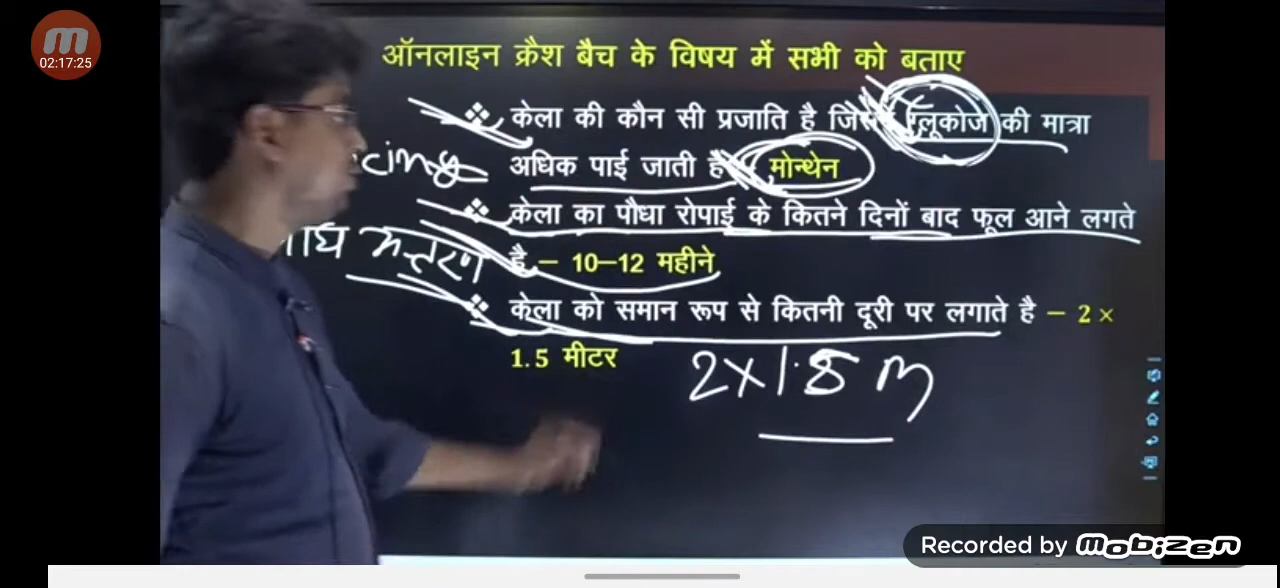 02:17:25
ऑनलाइन क्रैश बैच के विषय में सभी को बताए
❖ केला की कौन सी प्रजाति है ग्लूकोज की मात्रा
अधिक पाई जाती है मोन्थेन
❖ केला का पौधा रोपाई के कितने दिनों बाद फूल आने लगते
है – 10–12 महीने
❖ केला को समान रूप से कितनी दूरी पर लगाते है – 2 ×
1.5 मीटर
2 x 1.8 m
Recorded by Mobizen